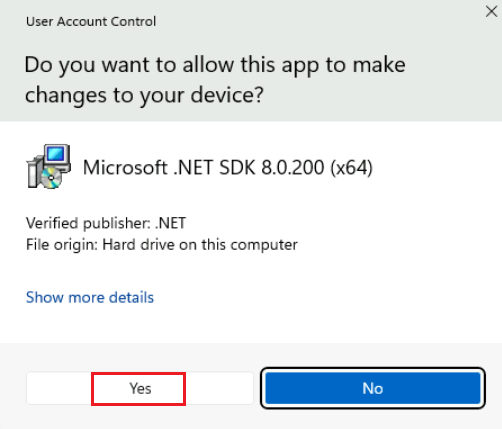 User Account Control
Do you want to allow this app to make
changes to your device?
Microsoft .NET SDK 8.0.200 (x64)
Verified publisher: .NET
File origin: Hard drive on this computer
Show more details
Yes
No